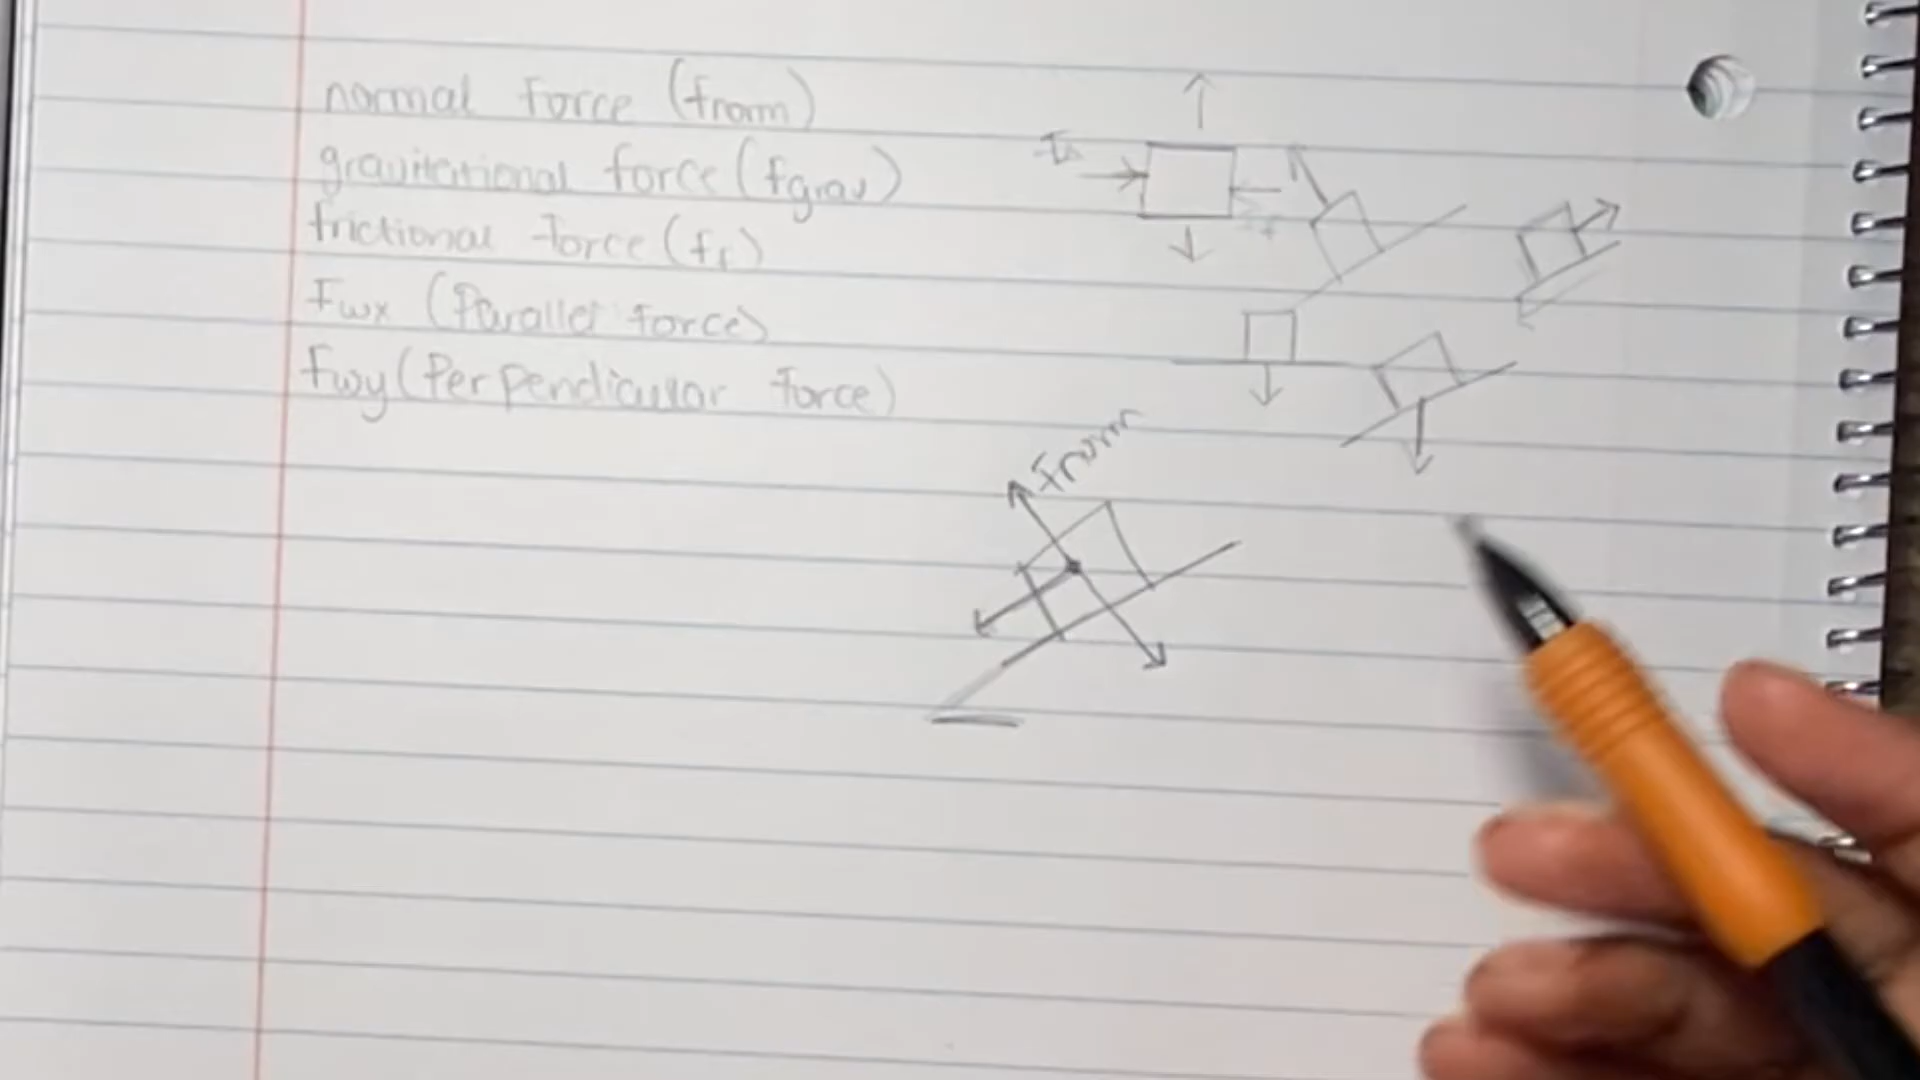 normal force (fnorm)
gravitational force (fgrav)
frictional force (ff)
Fwx (Parallel force)
Fwy (Perpendicular force)
Fnorm